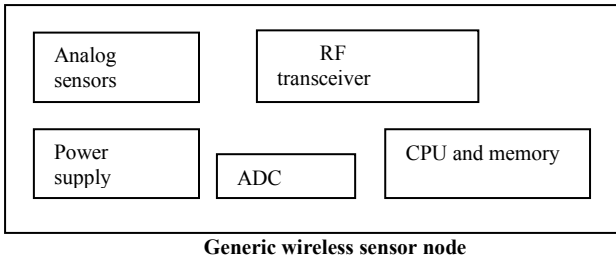 Analog
sensors
RF
transceiver
Power
supply
ADC
CPU and memory
Generic wireless sensor node